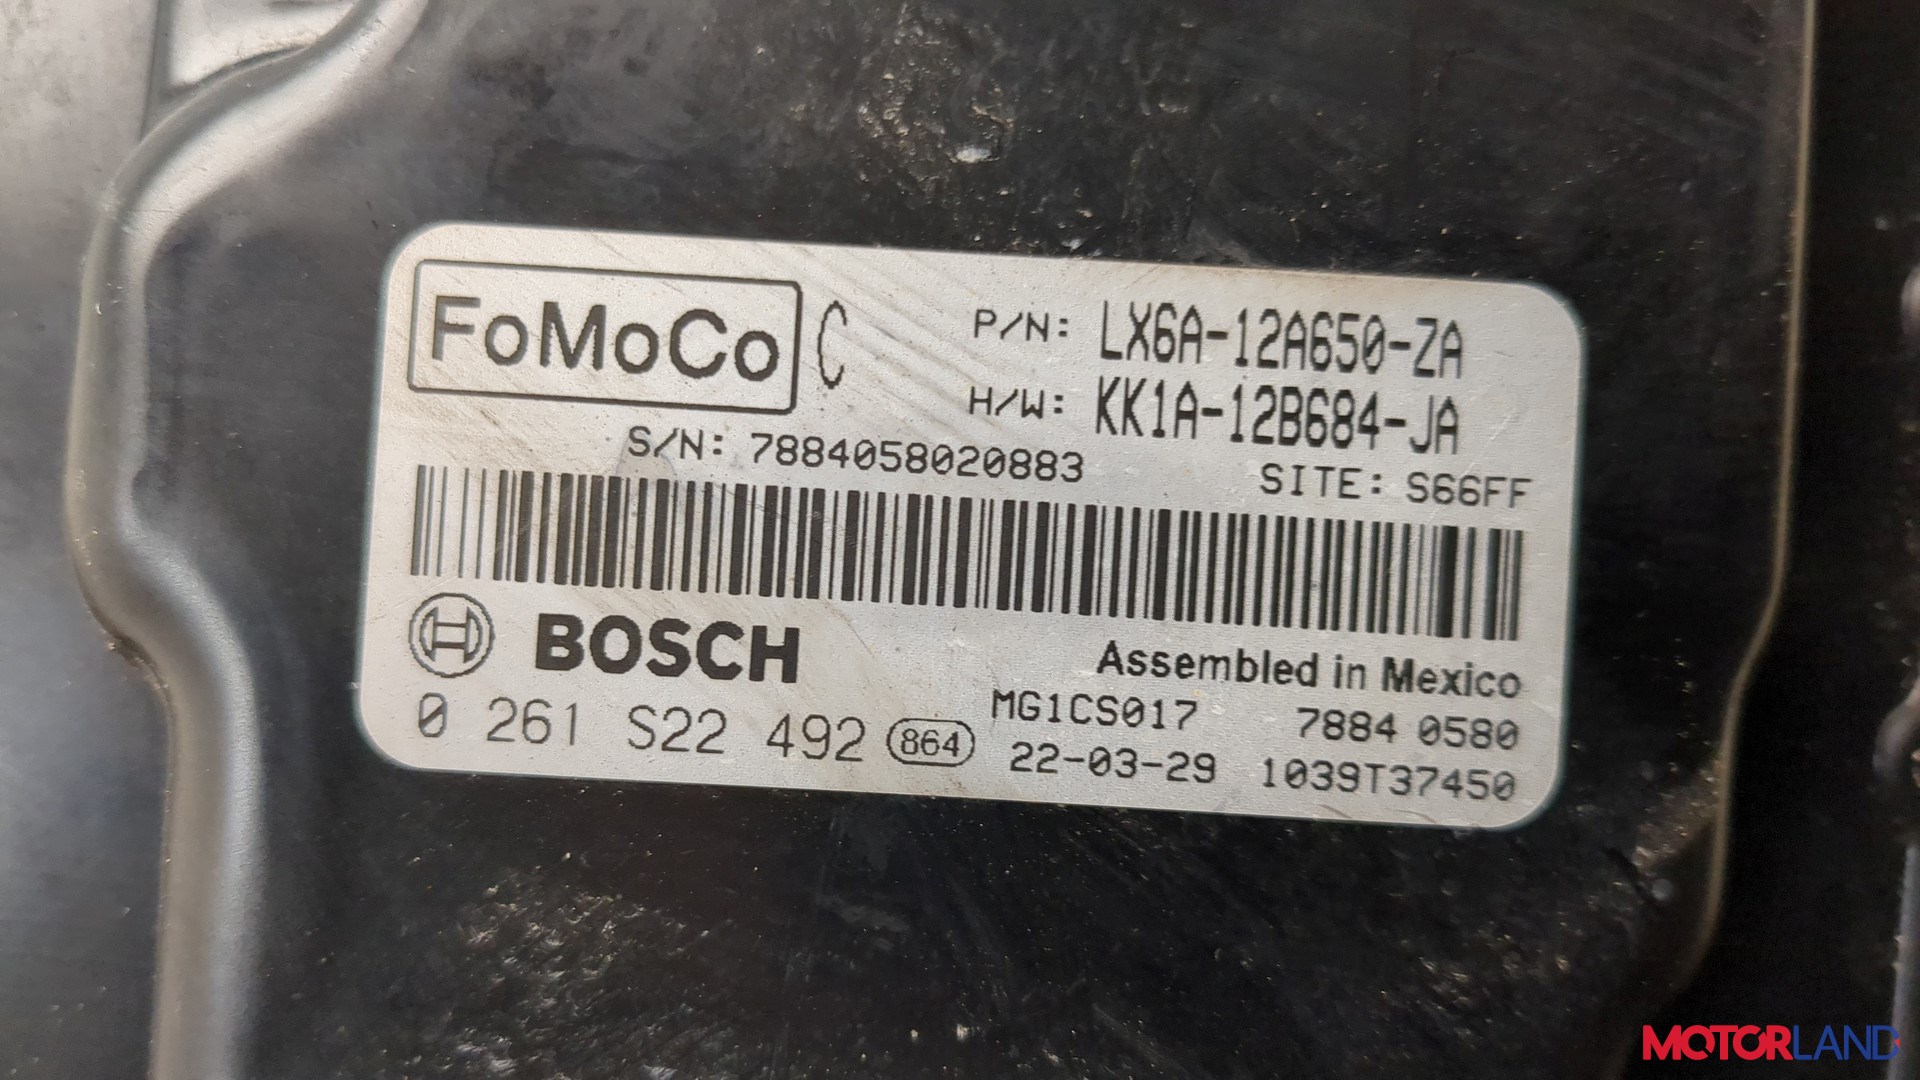 FoMoCo C P/N: LX6A-12A650-ZA
H/W: KK1A-12B684-JA
S/N: 7884058020883 SITE: S66FF
BOSCH Assembled in Mexico
0 261 S22 492 864 MG1CS017 7884 0580
22-03-29 1039T37450
MOTORLAND